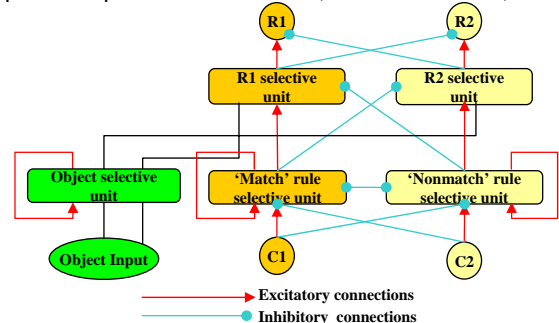 R1 R2
R1 selective
unit
R2 selective
unit
Object selective
unit
'Match' rule
selective unit
'Nonmatch' rule
selective unit
Object Input
C1
C2
Excitatory connections
Inhibitory connections